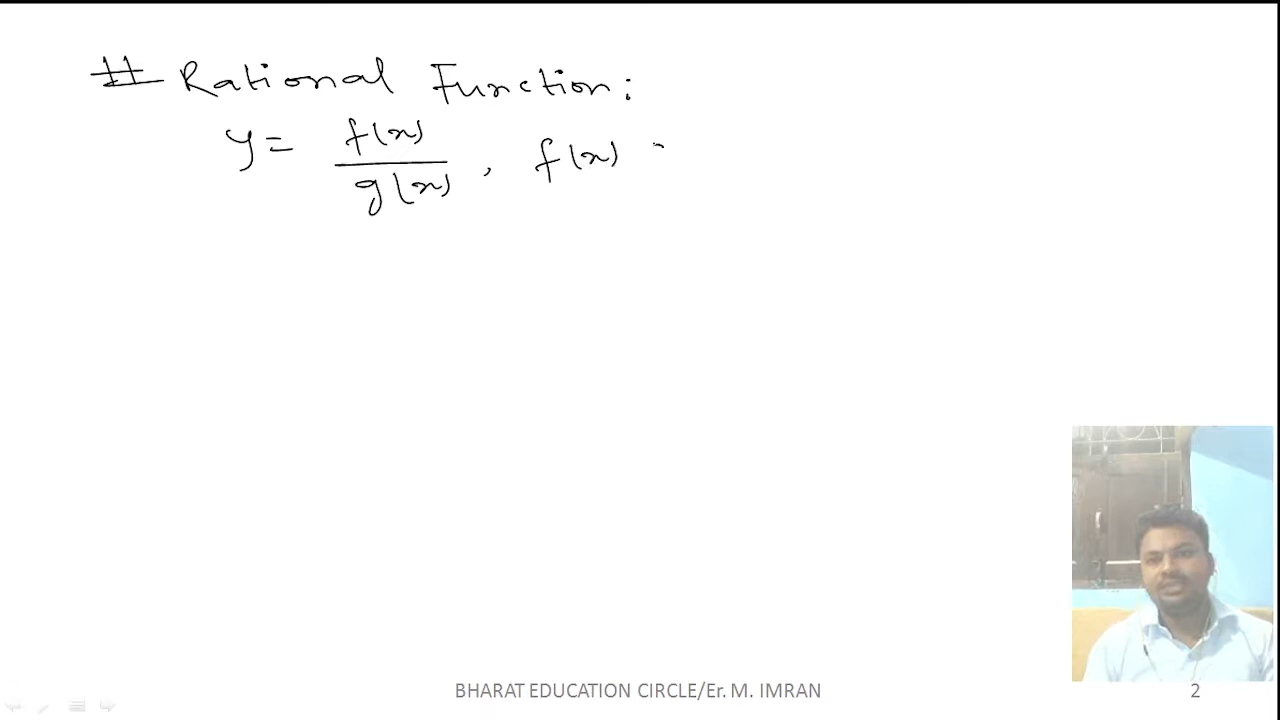 # Rational Function:
y = f(x)/g(x), f(x)
BHARAT EDUCATION CIRCLE/Er. M. IMRAN
2